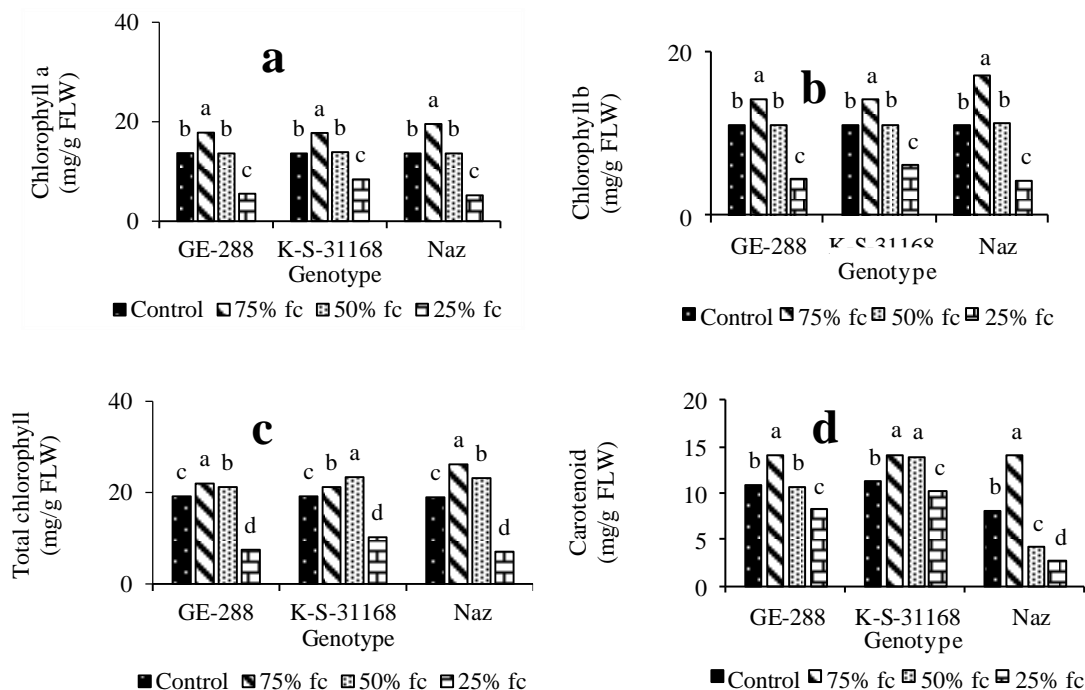 Chlorophyll a
(mg/g FLW)
40
20
0
a
b a b c
b a b c
b a b c
GE-288 K-S-31168 Naz
Genotype
Control 75% fc 50% fc 25% fc
Chlorophyll b
(mg/g FLW)
20
0
b
b a b c
b a b c
b a b c
GE-288 K-S-31168 Naz
Genotype
Control 75% fc 50% fc 25% fc
Total chlorophyll
(mg/g FLW)
40
20
0
c
c a b d
c b a d
c a b d
GE-288 K-S-31168 Naz
Genotype
Control 75% fc 50% fc 25% fc
Carotenoid
(mg/g FLW)
20
15
10
5
0
d
b a b c
b a a c
b a c d
GE-288 K-S-31168 Naz
Genotype
Control 75% fc 50% fc 25% fc